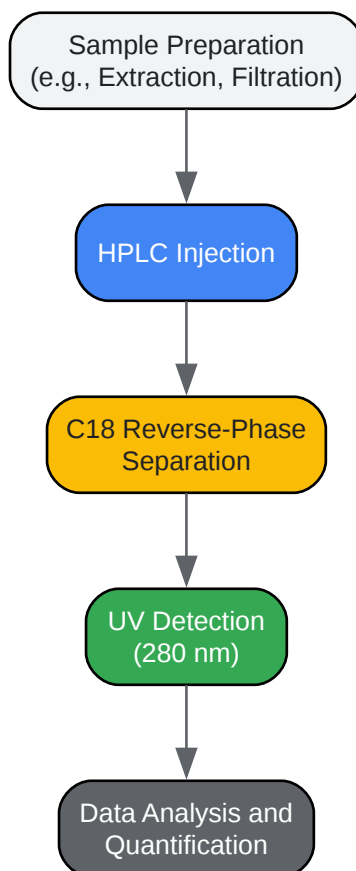 Sample Preparation
(e.g., Extraction, Filtration)
HPLC Injection
C18 Reverse-Phase
Separation
UV Detection
(280 nm)
Data Analysis and
Quantification